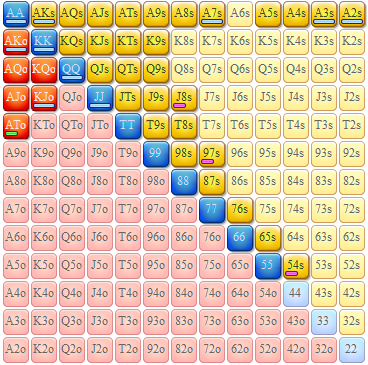 AA AKs AQs AJs ATs A9s A8s A7s A6s A5s A4s A3s A2s
AKo KK KQs KJs KTs K9s K8s K7s K6s K5s K4s K3s K2s
AQo KQo QQ QJs QTs Q9s Q8s Q7s Q6s Q5s Q4s Q3s Q2s
AJo KJo QJo JJ JTs J9s J8s J7s J6s J5s J4s J3s J2s
ATo KTo QTo JTo TT T9s T8s T7s T6s T5s T4s T3s T2s
A9o K9o Q9o J9o T9o 99 98s 97s 96s 95s 94s 93s 92s
A8o K8o Q8o J8o T8o 98o 88 87s 86s 85s 84s 83s 82s
A7o K7o Q7o J7o T7o 97o 87o 77 76s 75s 74s 73s 72s
A6o K6o Q6o J6o T6o 96o 86o 76o 66 65s 64s 63s 62s
A5o K5o Q5o J5o T5o 95o 85o 75o 65o 55 54s 53s 52s
A4o K4o Q4o J4o T4o 94o 84o 74o 64o 54o 44 43s 42s
A3o K3o Q3o J3o T3o 93o 83o 73o 63o 53o 43o 33 32s
A2o K2o Q2o J2o T2o 92o 82o 72o 62o 52o 42o 32o 22